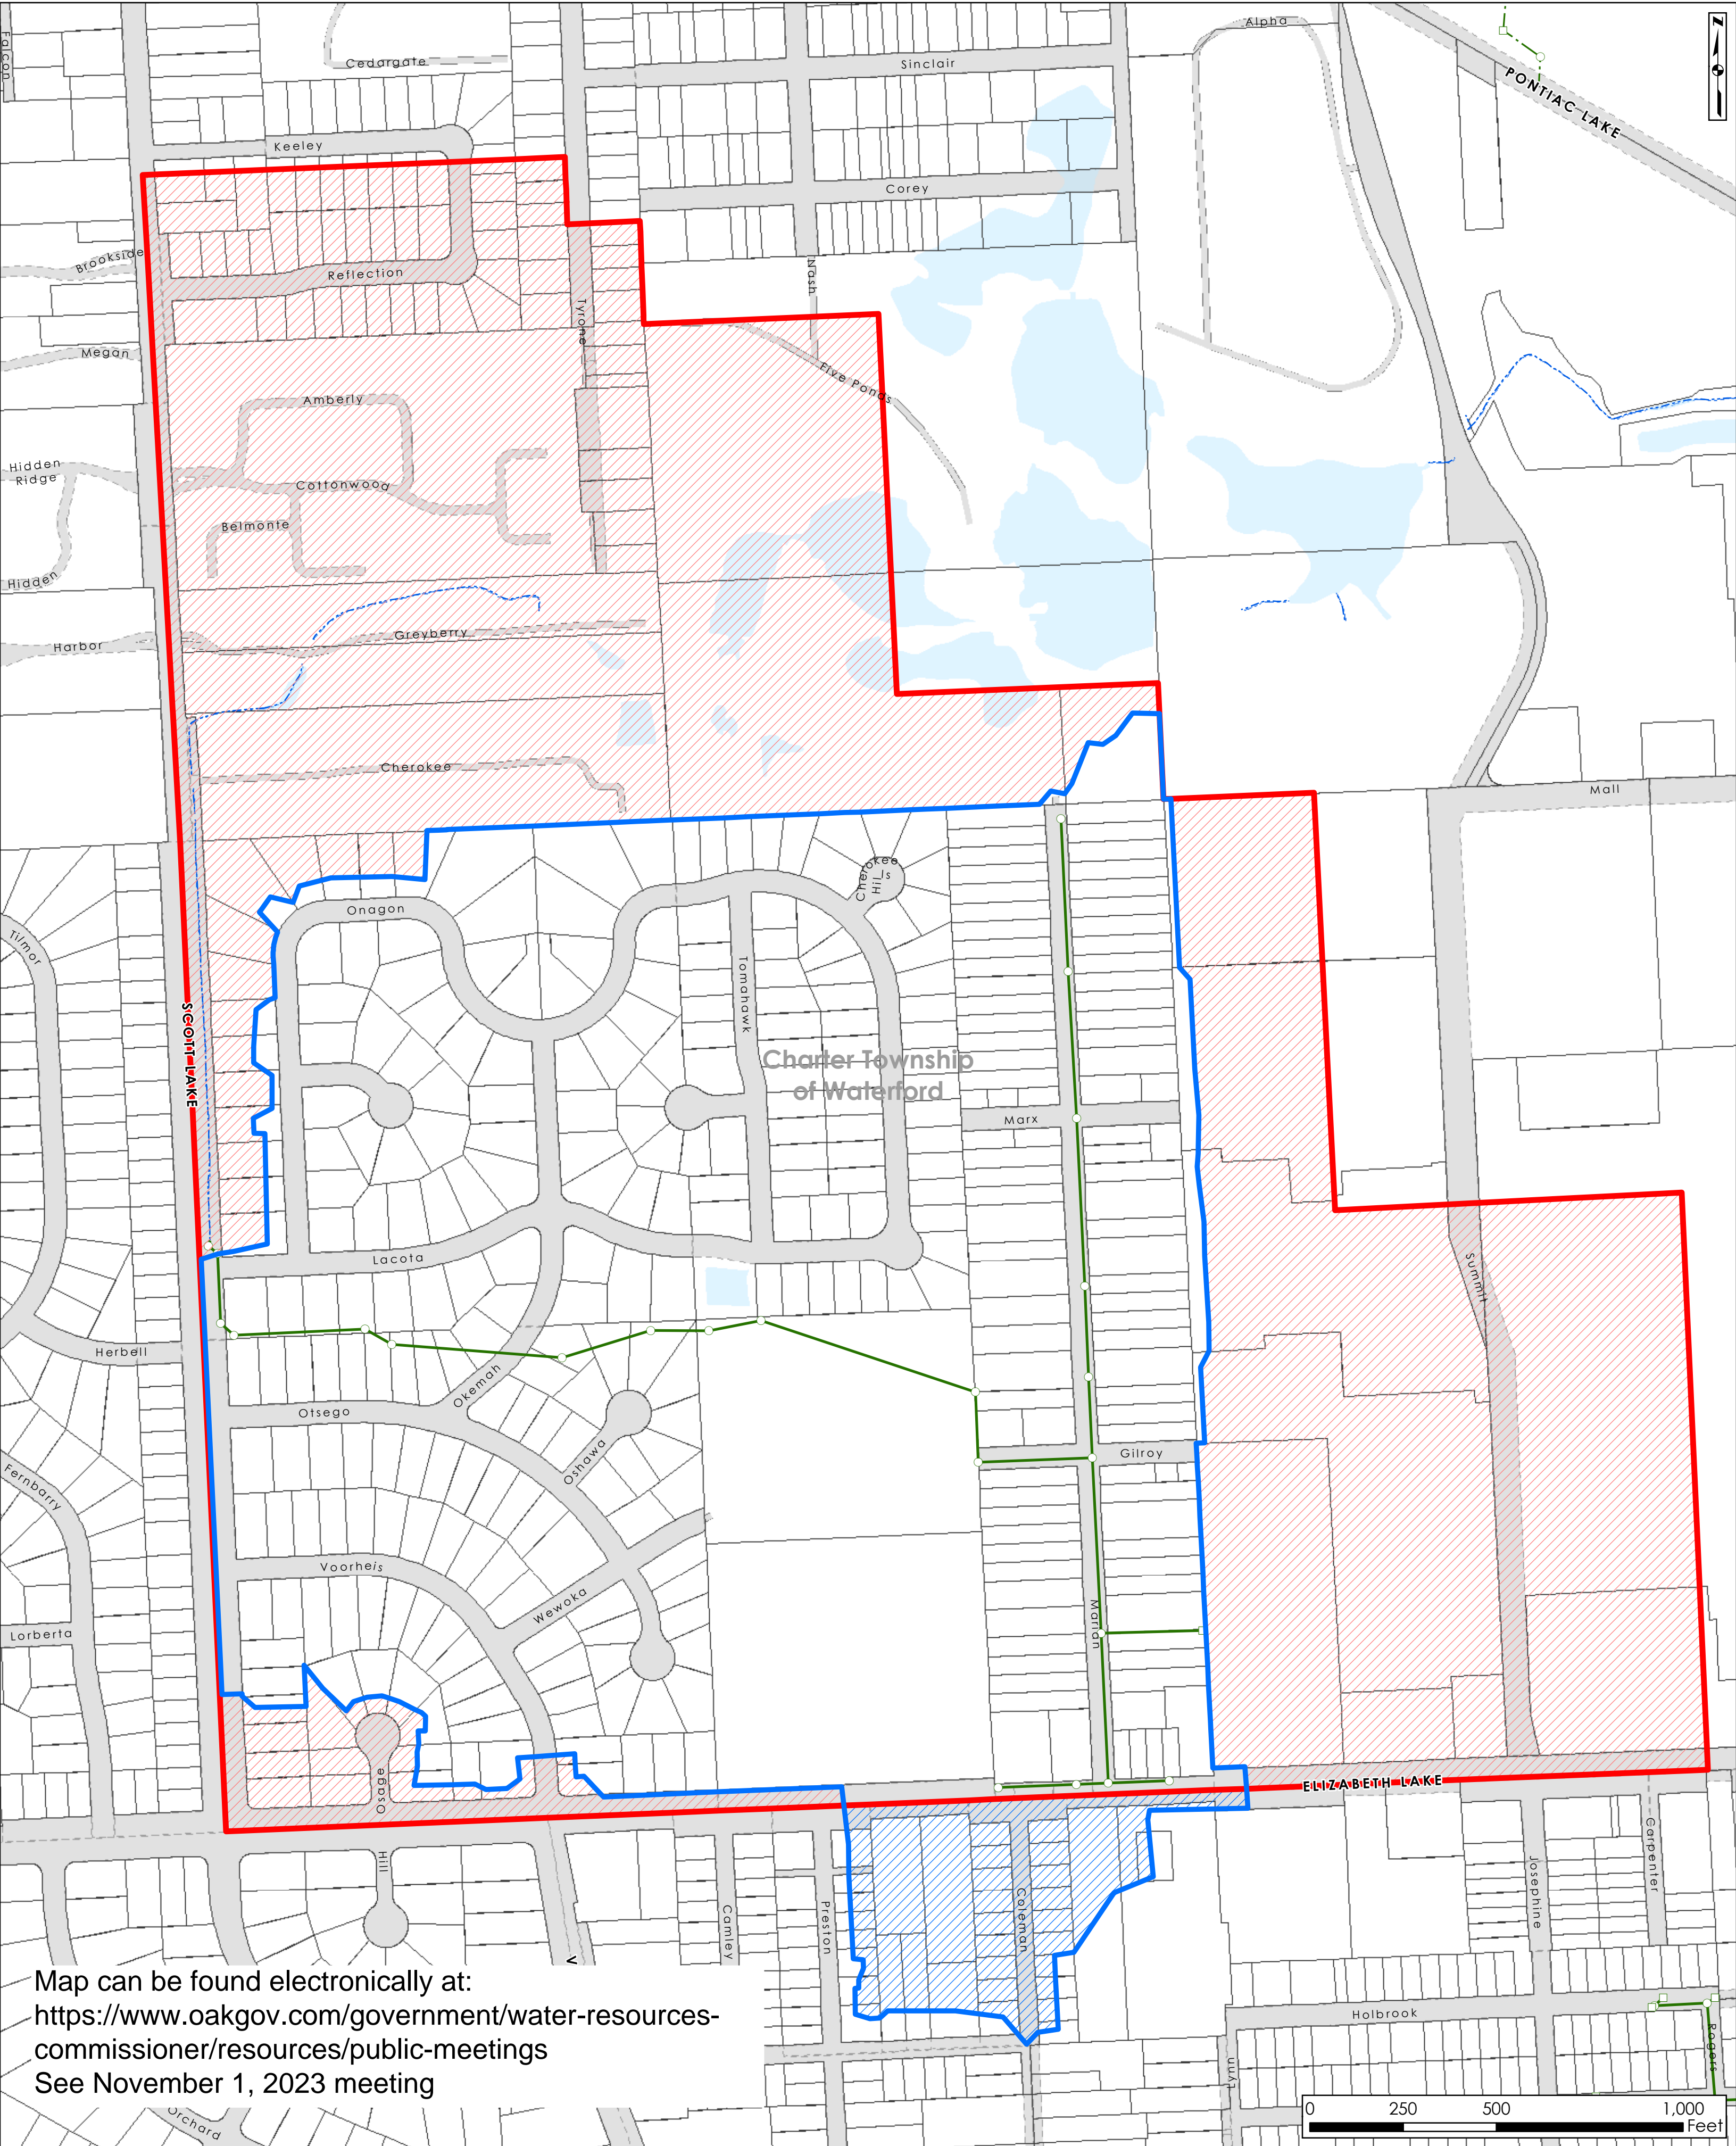 Falcon
Cedargate
Sinclair
Alpha
PONTIAC LAKE
N
Keeley
Corey
Brookside
Reflection
Nash
Tyrone
Megan
Five Ponds
Amberly
Hidden
Ridge
Cottonwood
Belmonte
Hidden
Greyberry
Harbor
Cherokee
Mall
Cherokee
Hills
Onagon
Tilmor
Tomahawk
SCOTT LAKE
Charter Township
of Waterford
Marx
Lacota
Summit
Herbell
Okemah
Otsego
Oshawa
Gilroy
Fernbarry
Voorheis
Wewoka
Marian
Lorberta
Osage
ELIZABETH LAKE
Hill
Camley
Preston
Coleman
Josephine
Carpenter
V
Map can be found electronically at:
https://www.oakgov.com/government/water-resources-
commissioner/resources/public-meetings
See November 1, 2023 meeting
Holbrook
Rogers
Lynn
Orchard
0 250 500 1,000
Feet